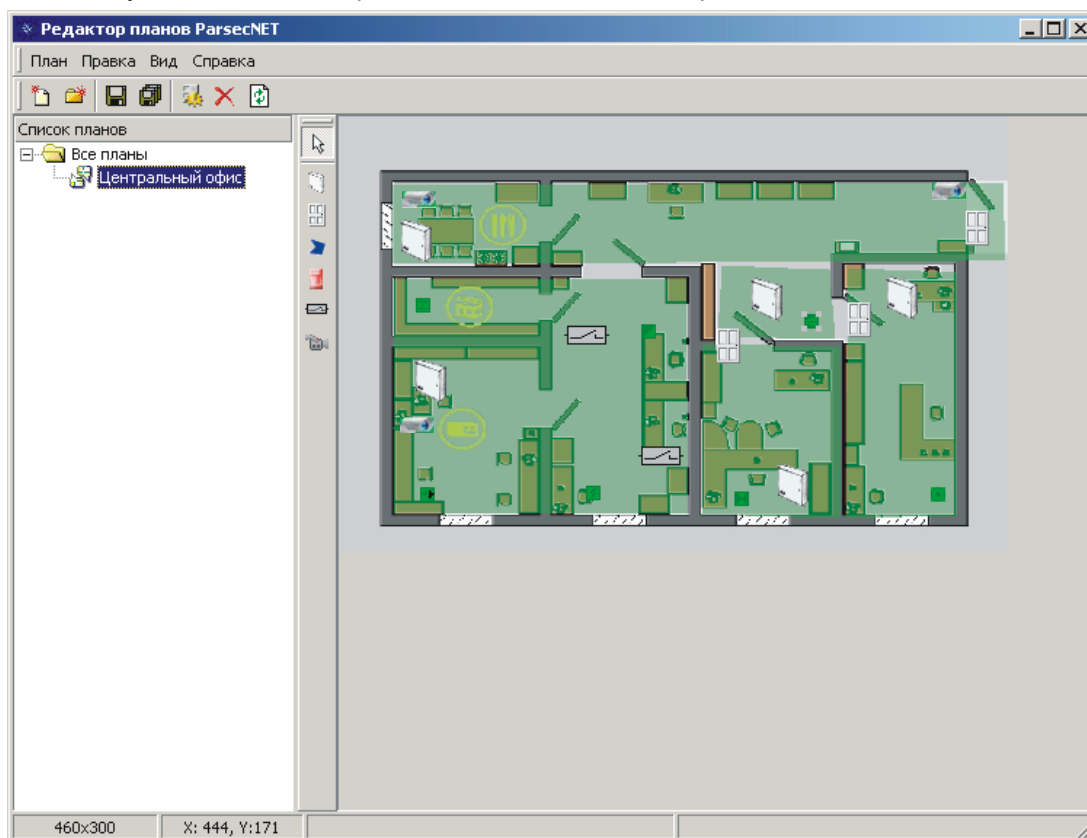 Редактор планов ParsecNET
План Правка Вид Справка
Список планов
Все планы
Центральный офис
460x300 X: 444, Y:171